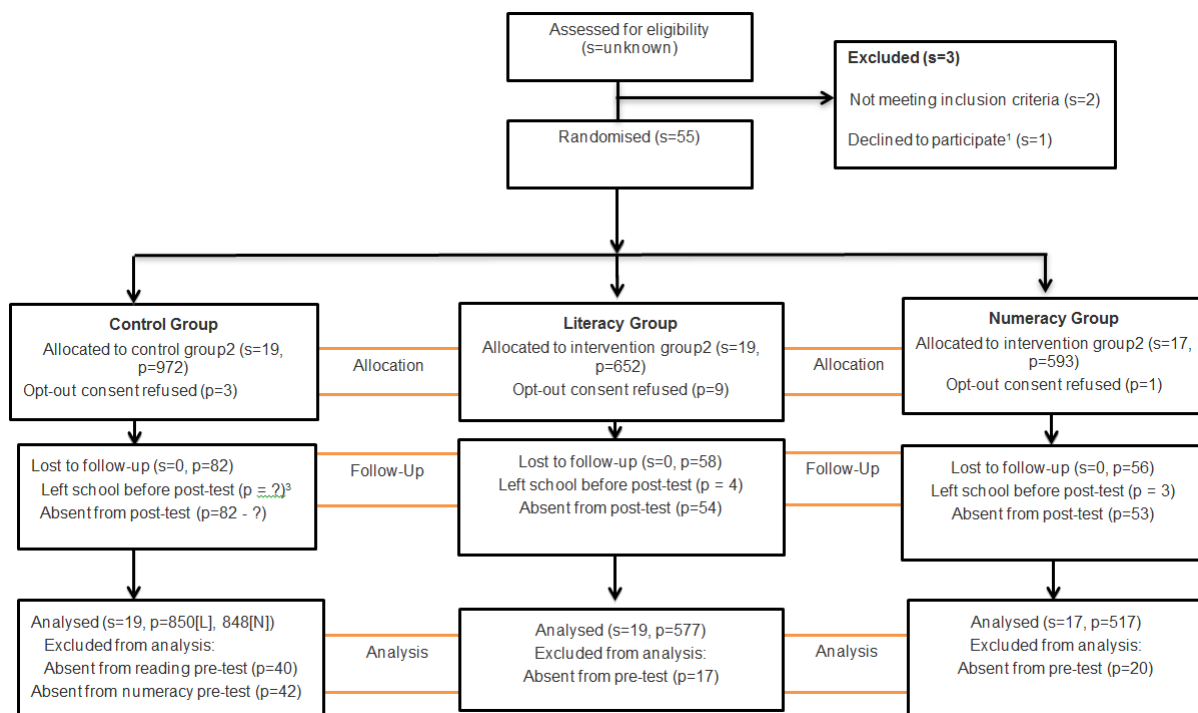 Assessed for eligibility
(s=unknown)
Excluded (s=3)
Not meeting inclusion criteria (s=2)
Declined to participate¹ (s=1)
Randomised (s=55)
Control Group
Allocated to control group2 (s=19,
p=972)
Opt-out consent refused (p=3)
Allocation
Literacy Group
Allocated to intervention group2 (s=19,
p=652)
Opt-out consent refused (p=9)
Allocation
Numeracy Group
Allocated to intervention group2 (s=17,
p=593)
Opt-out consent refused (p=1)
Lost to follow-up (s=0, p=82)
Left school before post-test (p = ?)³
Absent from post-test (p=82 - ?)
Follow-Up
Lost to follow-up (s=0, p=58)
Left school before post-test (p = 4)
Absent from post-test (p=54)
Follow-Up
Lost to follow-up (s=0, p=56)
Left school before post-test (p = 3)
Absent from post-test (p=53)
Analysed (s=19, p=850[L], 848[N])
Excluded from analysis:
Absent from reading pre-test (p=40)
Absent from numeracy pre-test (p=42)
Analysis
Analysed (s=19, p=577)
Excluded from analysis:
Absent from pre-test (p=17)
Analysis
Analysed (s=17, p=517)
Excluded from analysis:
Absent from pre-test (p=20)